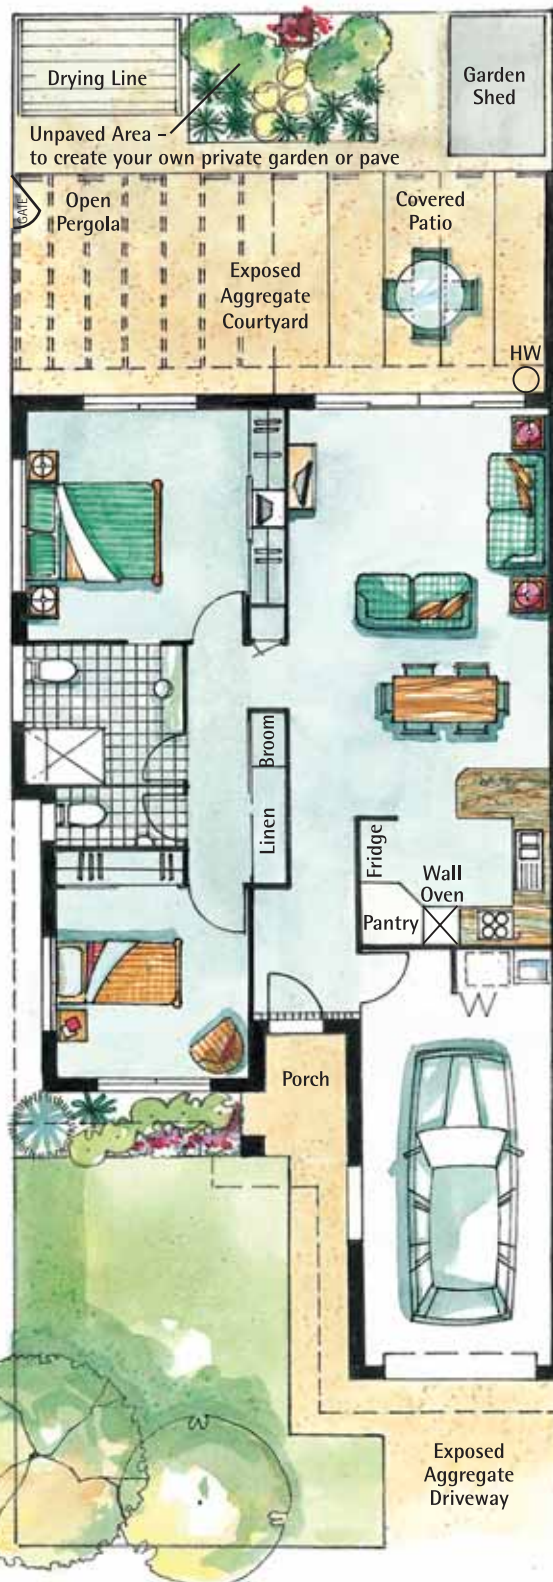 Drying Line
Garden
Shed
Unpaved Area –
to create your own private garden or pave
GATE
Open
Pergola
Covered
Patio
Exposed
Aggregate
Courtyard
HW
Broom
Linen
Fridge
Wall
Oven
Pantry
Porch
Exposed
Aggregate
Driveway